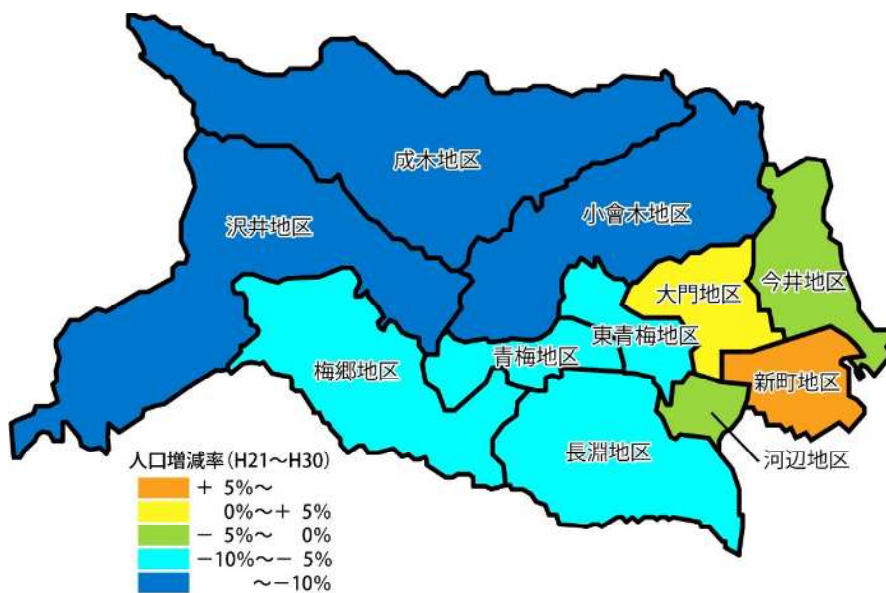 成木地区
沢井地区
小曾木地区
今井地区
大門地区
東青梅地区
青梅地区
梅郷地区
新町地区
長淵地区
河辺地区
人口増減率(H21～H30)
＋ 5%～
0%～＋ 5%
－ 5%～ 0%
－10%～－ 5%
～－10%